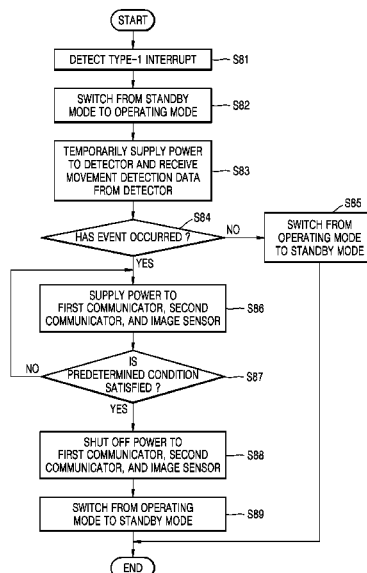 START
DETECT TYPE-1 INTERRUPT
S81
SWITCH FROM STANDBY
MODE TO OPERATING MODE
S82
TEMPORARILY SUPPLY POWER
TO DETECTOR AND RECEIVE
MOVEMENT DETECTION DATA
FROM DETECTOR
S83
S84
HAS EVENT OCCURRED ?
NO
S85
SWITCH FROM
OPERATING MODE
TO STANDBY MODE
YES
SUPPLY POWER TO
FIRST COMMUNICATOR, SECOND
COMMUNICATOR, AND IMAGE SENSOR
S86
NO
IS
PREDETERMINED CONDITION
SATISFIED ?
S87
YES
SHUT OFF POWER TO
FIRST COMMUNICATOR, SECOND
COMMUNICATOR, AND IMAGE SENSOR
S88
SWITCH FROM OPERATING
MODE TO STANDBY MODE
S89
END